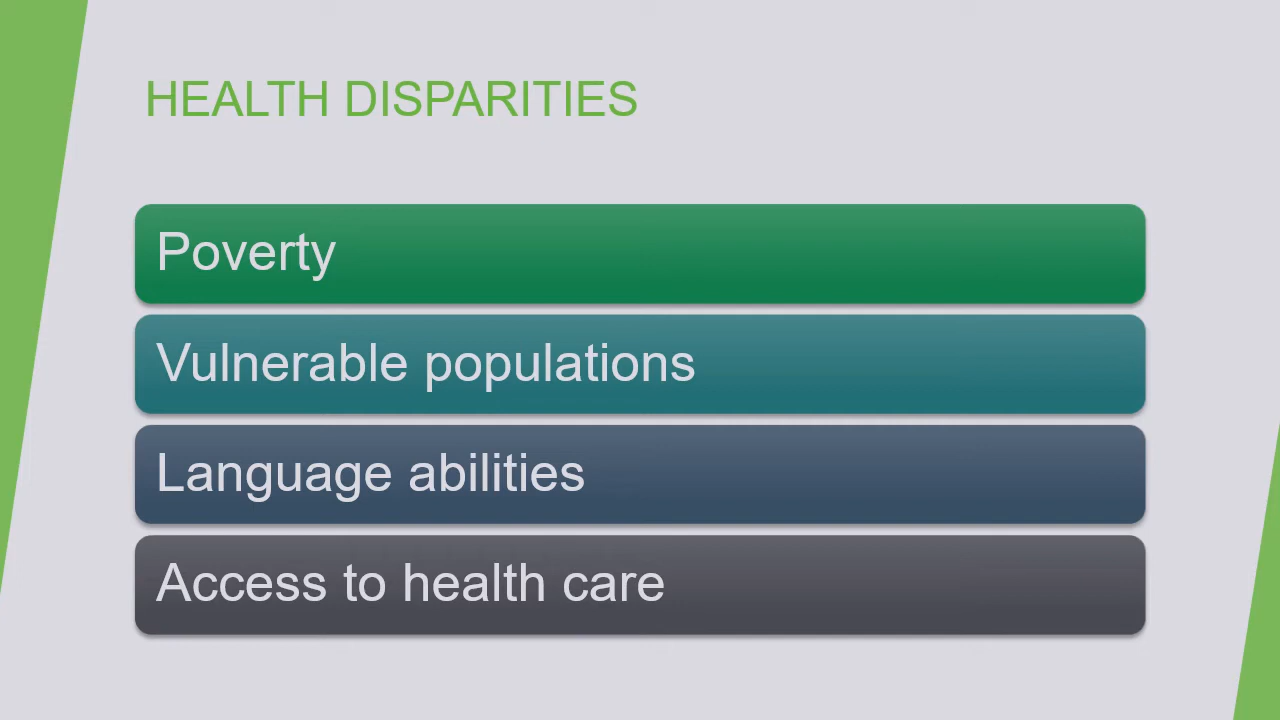 HEALTH DISPARITIES
Poverty
Vulnerable populations
Language abilities
Access to health care